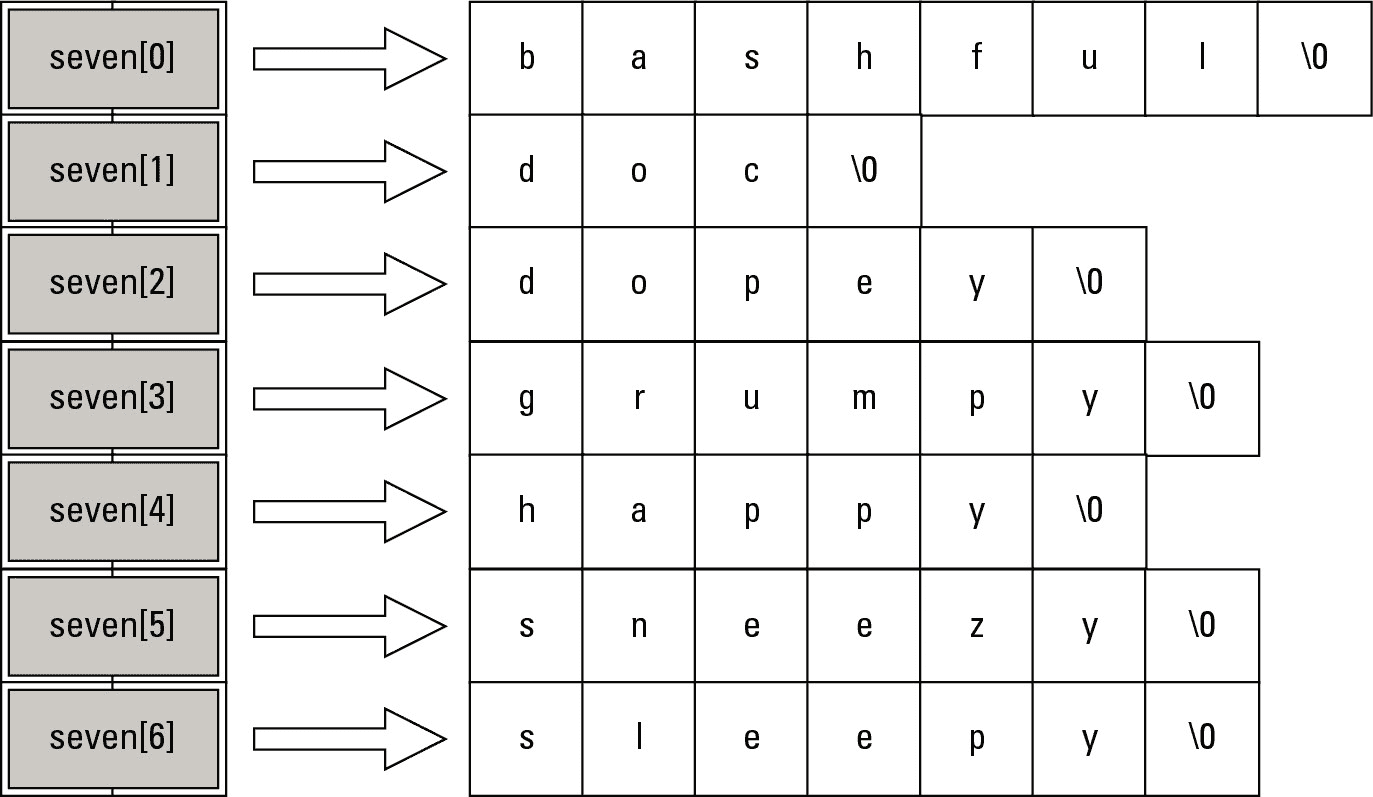 seven[0] b a s h f u l \0
seven[1] d o c \0
seven[2] d o p e y \0
seven[3] g r u m p y \0
seven[4] h a p p y \0
seven[5] s n e e z y \0
seven[6] s l e e p y \0